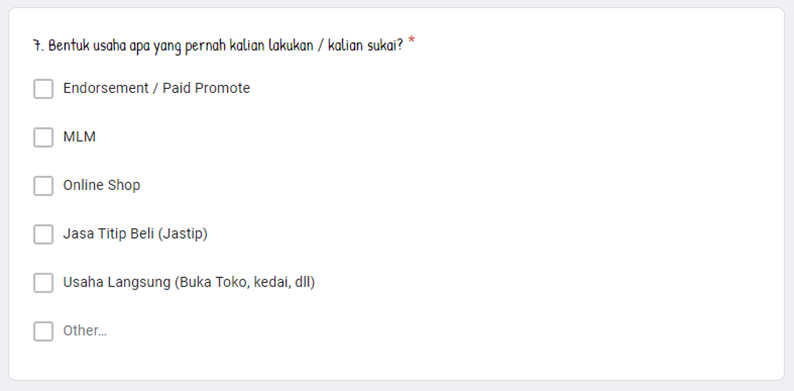 7. Bentuk usaha apa yang pernah kalian lakukan / kalian sukai? *
Endorsement / Paid Promote
MLM
Online Shop
Jasa Titip Beli (Jastip)
Usaha Langsung (Buka Toko, kedai, dll)
Other...